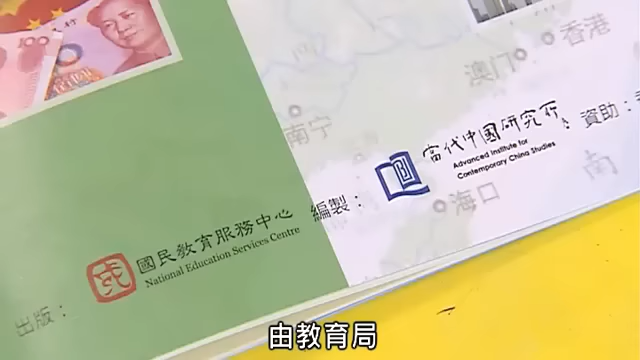 100
香港
澳門
南宁
當代中國研究所
Advanced Institute for
Contemporary China Studies
資助：
編製：
海口
南
國民教育服務中心
National Education Services Centre
出版：
由教育局